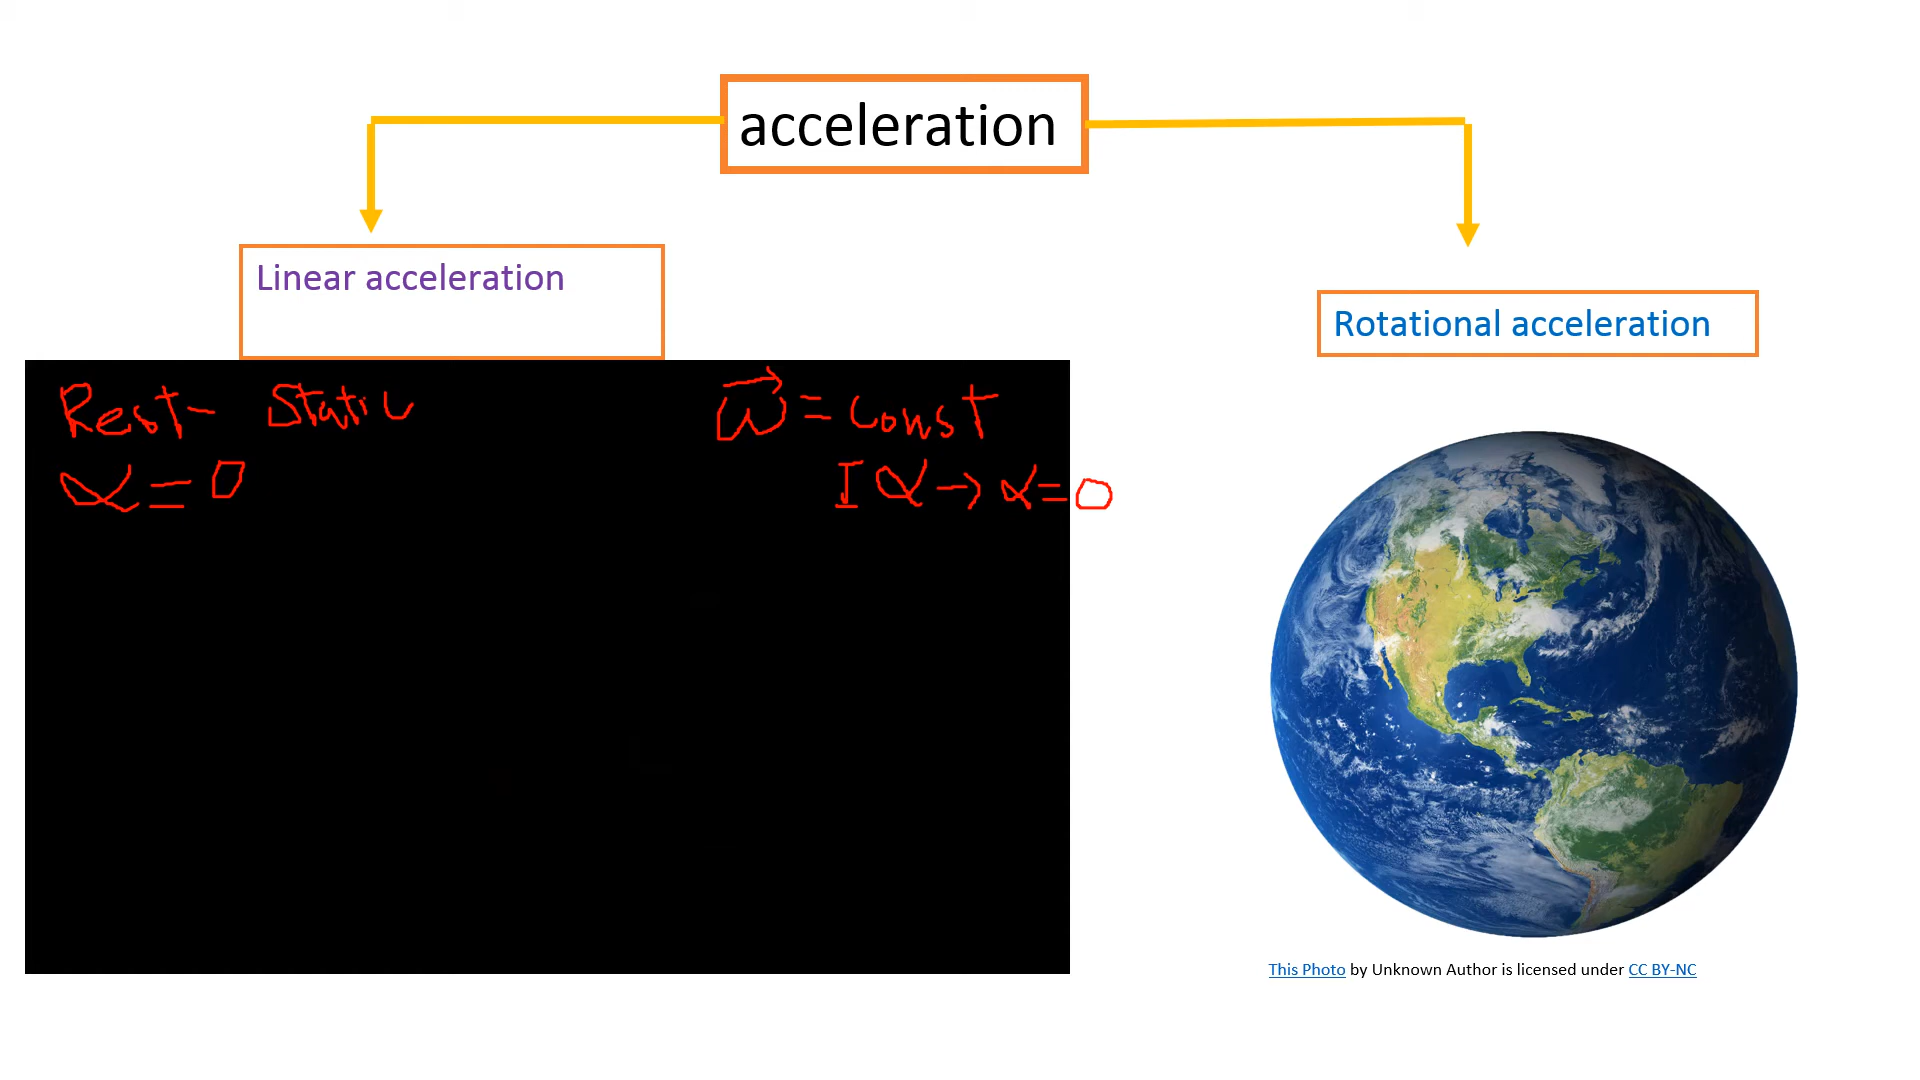 acceleration
Linear acceleration
Rotational acceleration
Rest- Static
α = 0
ω⃗ = const
I α → α = 0
This Photo by Unknown Author is licensed under CC BY-NC